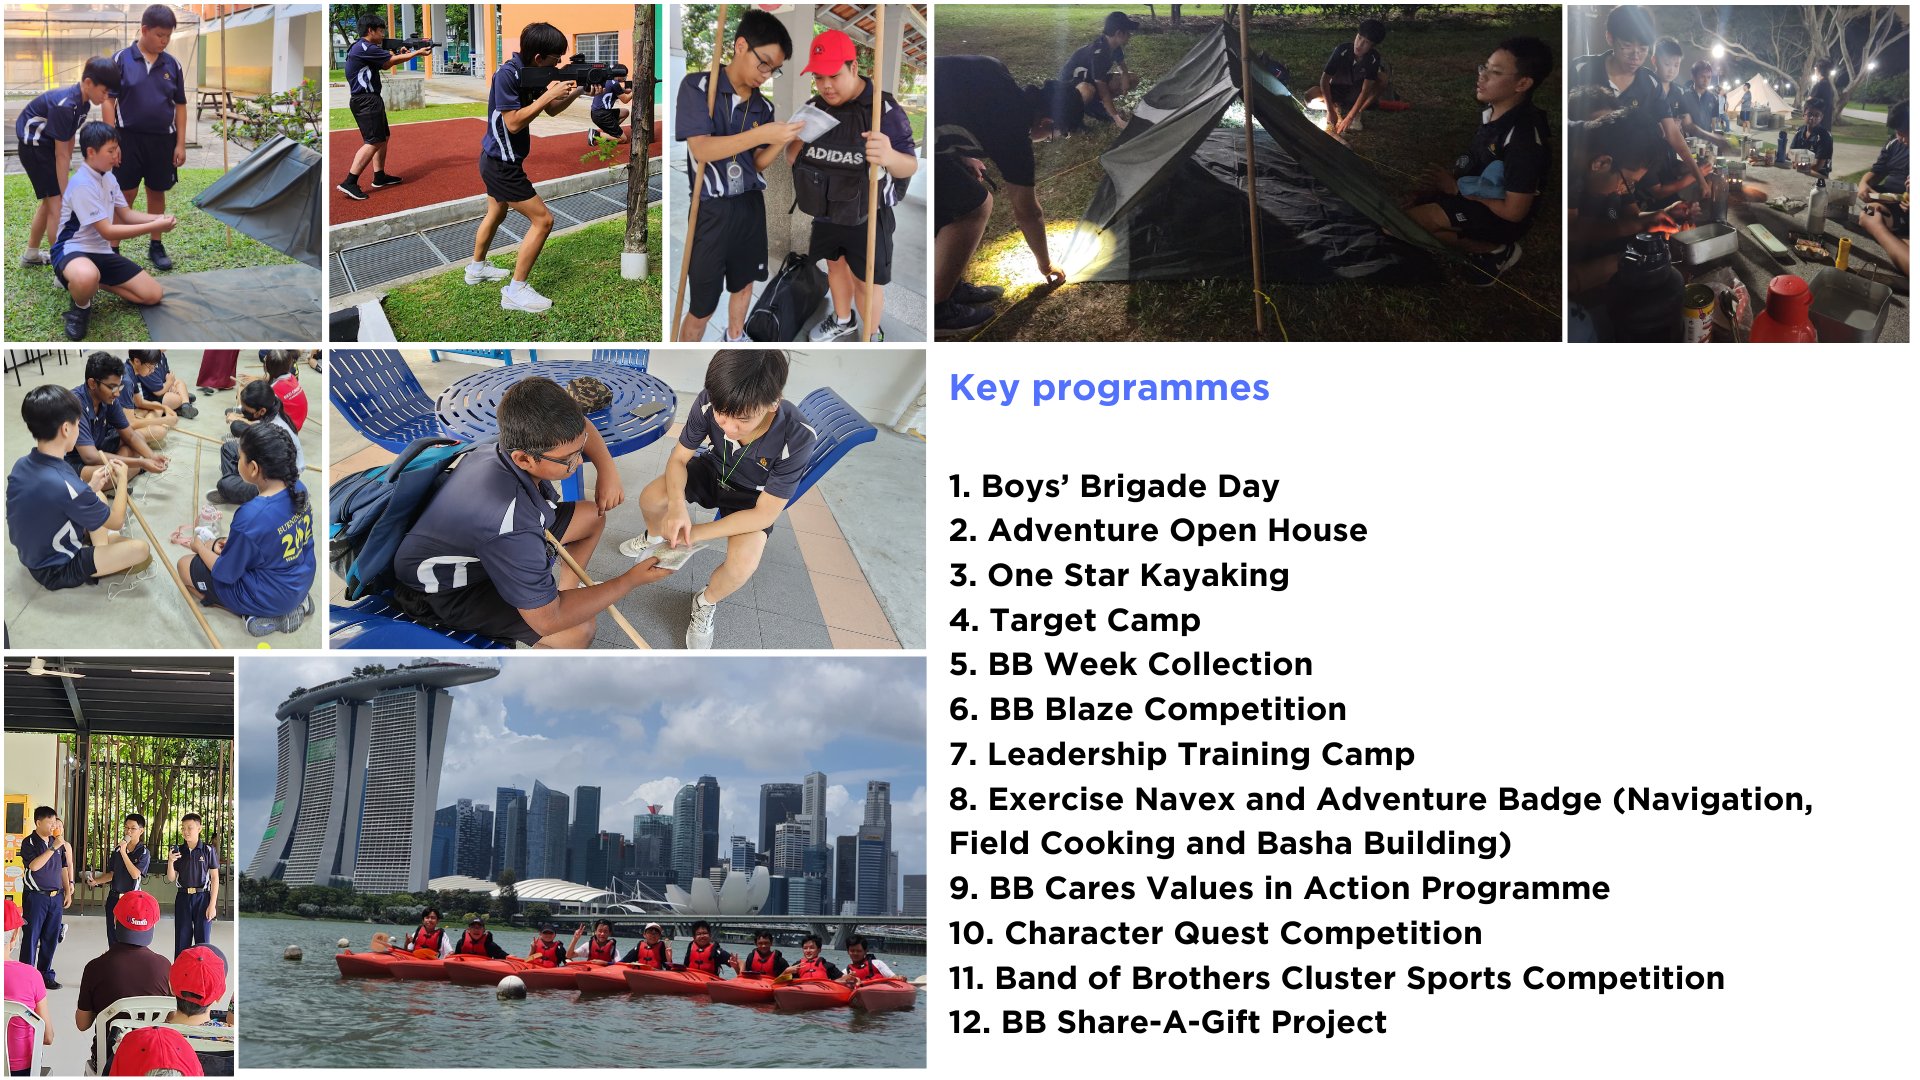 ADIDAS
Key programmes
1. Boys’ Brigade Day
2. Adventure Open House
3. One Star Kayaking
4. Target Camp
5. BB Week Collection
6. BB Blaze Competition
7. Leadership Training Camp
8. Exercise Navex and Adventure Badge (Navigation,
Field Cooking and Basha Building)
9. BB Cares Values in Action Programme
10. Character Quest Competition
11. Band of Brothers Cluster Sports Competition
12. BB Share-A-Gift Project